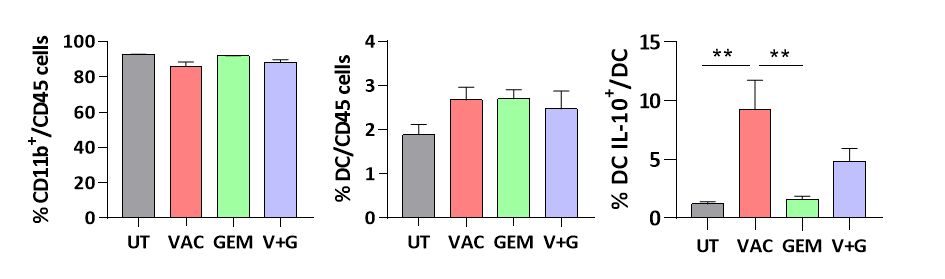 % CD11b⁺/CD45 cells
100
80
60
40
20
0
UT VAC GEM V+G
% DC/CD45 cells
4
3
2
1
0
UT VAC GEM V+G
% DC IL-10⁺/DC
15
10
5
0
** **
UT VAC GEM V+G